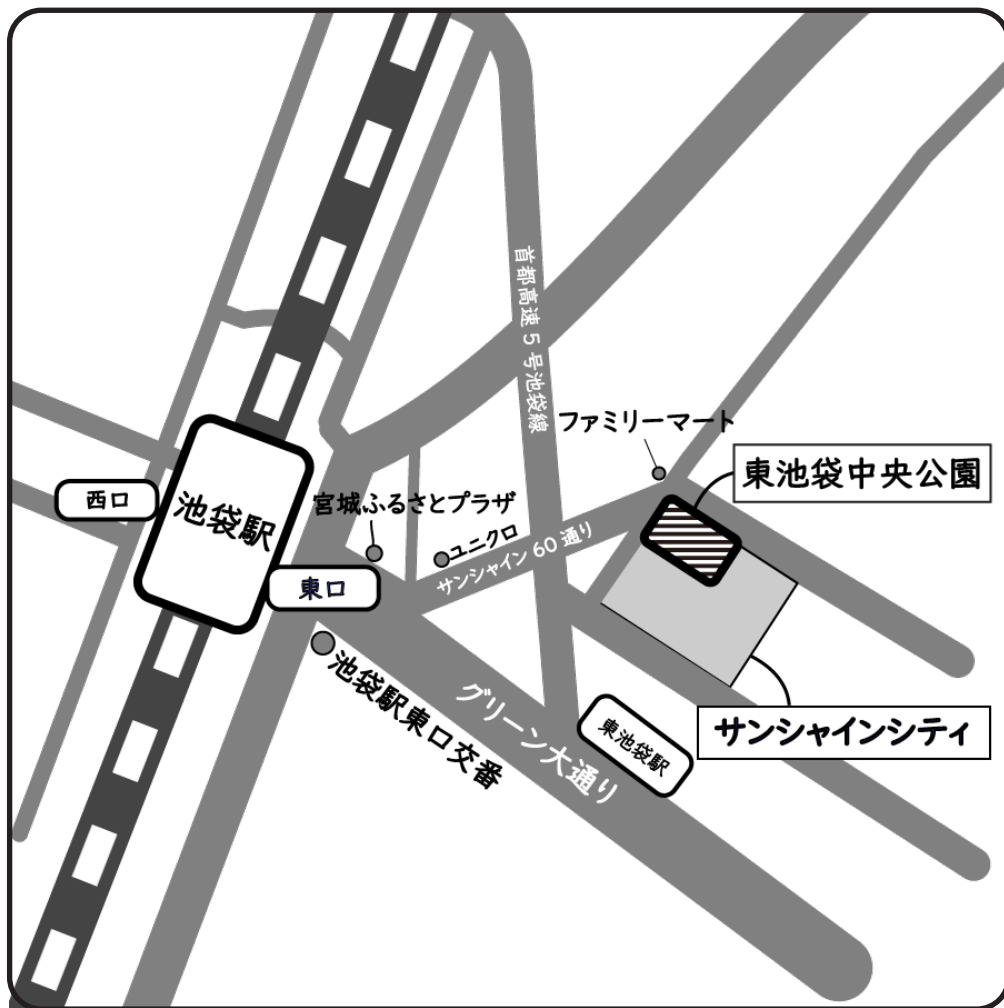 首都高速5号池袋線
ファミリーマート
東池袋中央公園
西口
池袋駅
宮城ふるさとプラザ
ユニクロ
サンシャイン60通り
東口
池袋駅東口交番
グリーン大通り
東池袋駅
サンシャインシティ